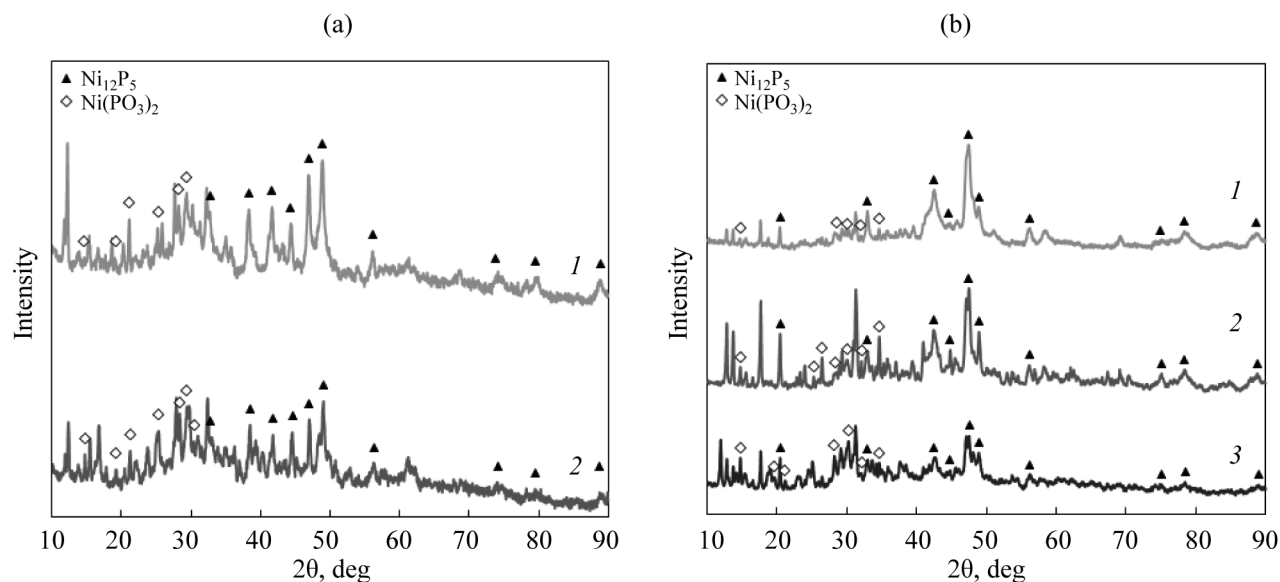 (a)
▲ Ni₁₂P₅
◇ Ni(PO₃)₂
Intensity
1
2
10 20 30 40 50 60 70 80 90
2θ, deg
(b)
▲ Ni₁₂P₅
◇ Ni(PO₃)₂
Intensity
1
2
3
10 20 30 40 50 60 70 80 90
2θ, deg